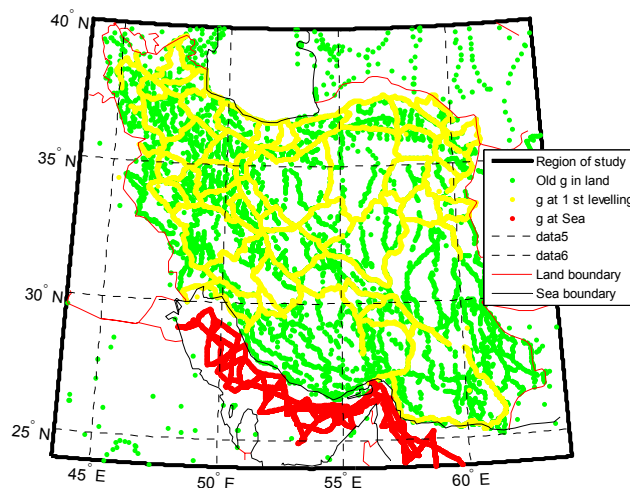 40° N
35° N
30° N
25° N
45° E
50° E
55° E
60° E
Region of study
Old g in land
g at 1 st levelling
g at Sea
data5
data6
Land boundary
Sea boundary